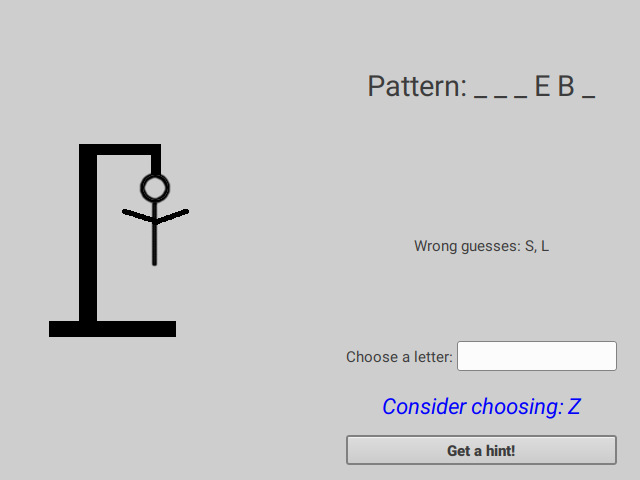 Pattern: _ _ _ E B _
Wrong guesses: S, L
Choose a letter:
Consider choosing: Z
Get a hint!